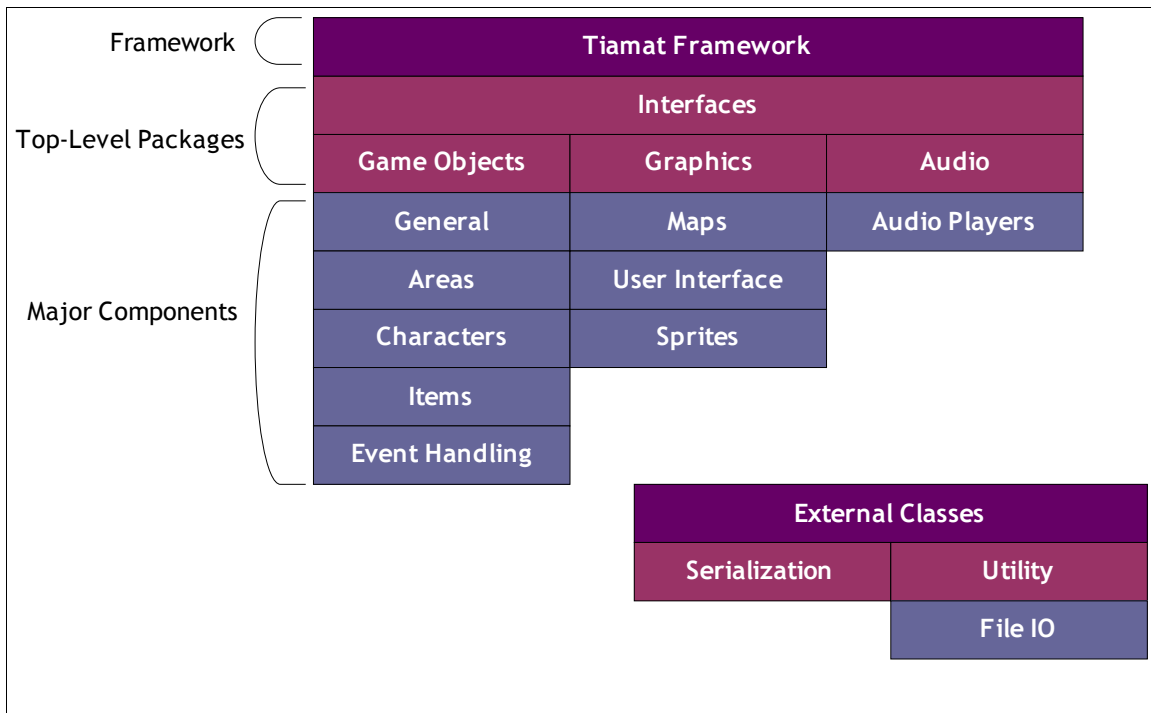 Framework
Tiamat Framework
Top-Level Packages
Interfaces
Game Objects
Graphics
Audio
Major Components
General
Maps
Audio Players
Areas
User Interface
Characters
Sprites
Items
Event Handling
External Classes
Serialization
Utility
File IO